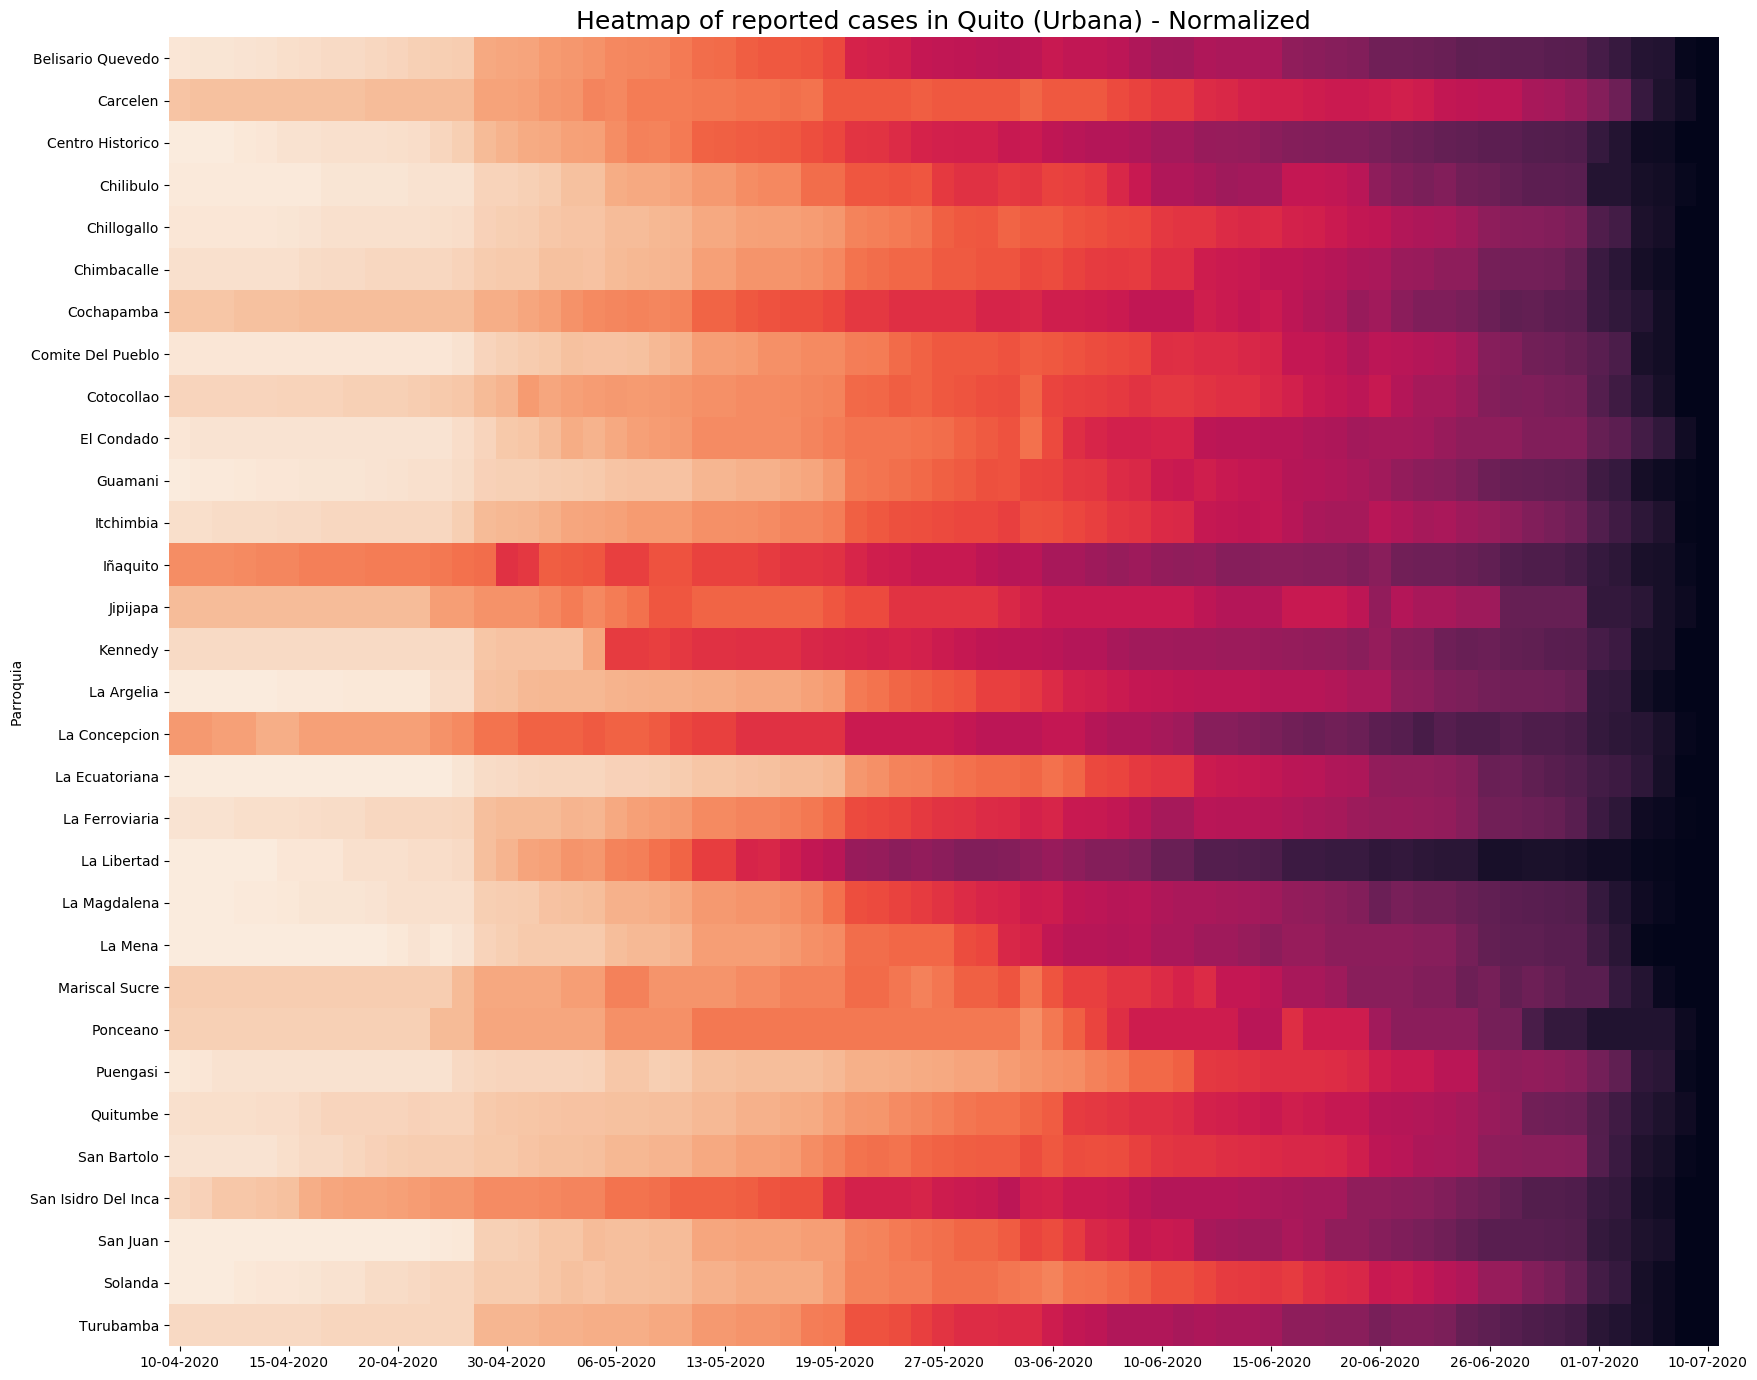 Heatmap of reported cases in Quito (Urbana) - Normalized
Parroquia
Belisario Quevedo
Carcelen
Centro Historico
Chilibulo
Chillogallo
Chimbacalle
Cochapamba
Comite Del Pueblo
Cotocollao
El Condado
Guamani
Itchimbia
Iñaquito
Jipijapa
Kennedy
La Argelia
La Concepcion
La Ecuatoriana
La Ferroviaria
La Libertad
La Magdalena
La Mena
Mariscal Sucre
Ponceano
Puengasi
Quitumbe
San Bartolo
San Isidro Del Inca
San Juan
Solanda
Turubamba
10-04-2020 15-04-2020 20-04-2020 30-04-2020 06-05-2020 13-05-2020 19-05-2020 27-05-2020 03-06-2020 10-06-2020 15-06-2020 20-06-2020 26-06-2020 01-07-2020 10-07-2020